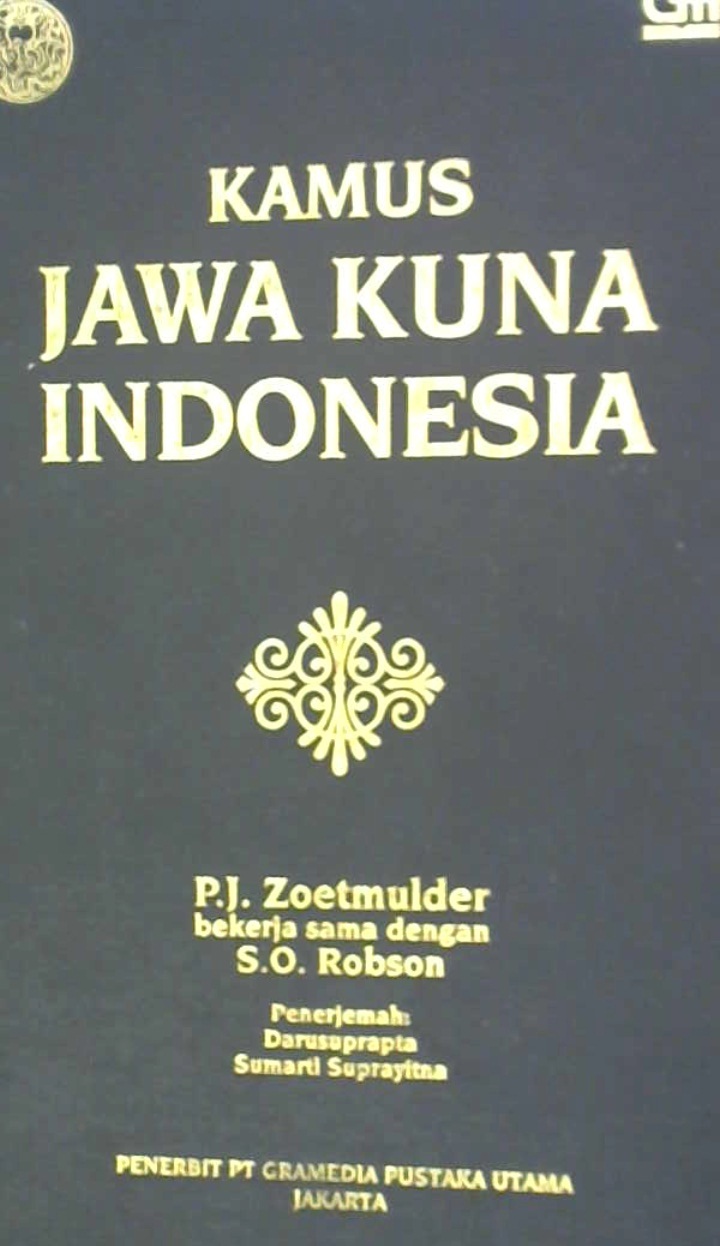 KAMUS
JAWA KUNA
INDONESIA
P.J. Zoetmulder
bekerja sama dengan
S.O. Robson
Penerjemah:
Darusuprapta
Sumarti Suprayitna
PENERBIT PT GRAMEDIA PUSTAKA UTAMA
JAKARTA